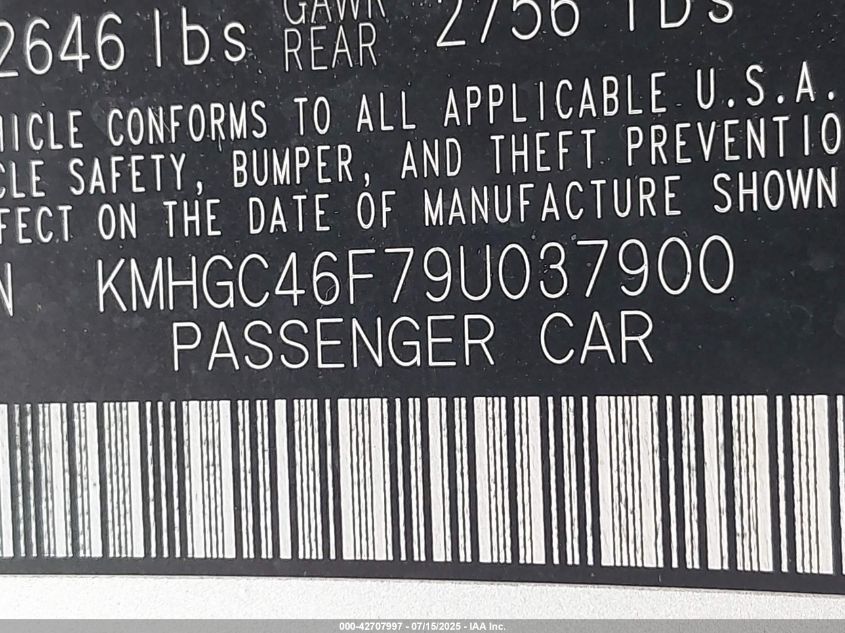 2646 lbs GAWR REAR 2756 lbs
HICLE CONFORMS TO ALL APPLICABLE U.S.A.
CLE SAFETY, BUMPER, AND THEFT PREVENTIO
FECT ON THE DATE OF MANUFACTURE SHOWN
N KMHGC46F79U037900
PASSENGER CAR
000-42707997 - 07/15/2025 - IAA Inc.